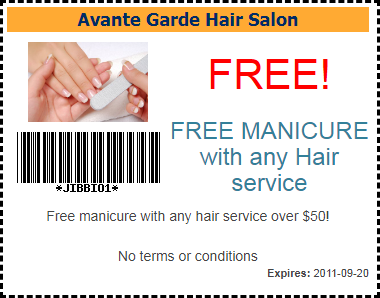 Avante Garde Hair Salon
FREE!
FREE MANICURE
with any Hair
service
*JIBBIO1*
Free manicure with any hair service over $50!
No terms or conditions
Expires: 2011-09-20